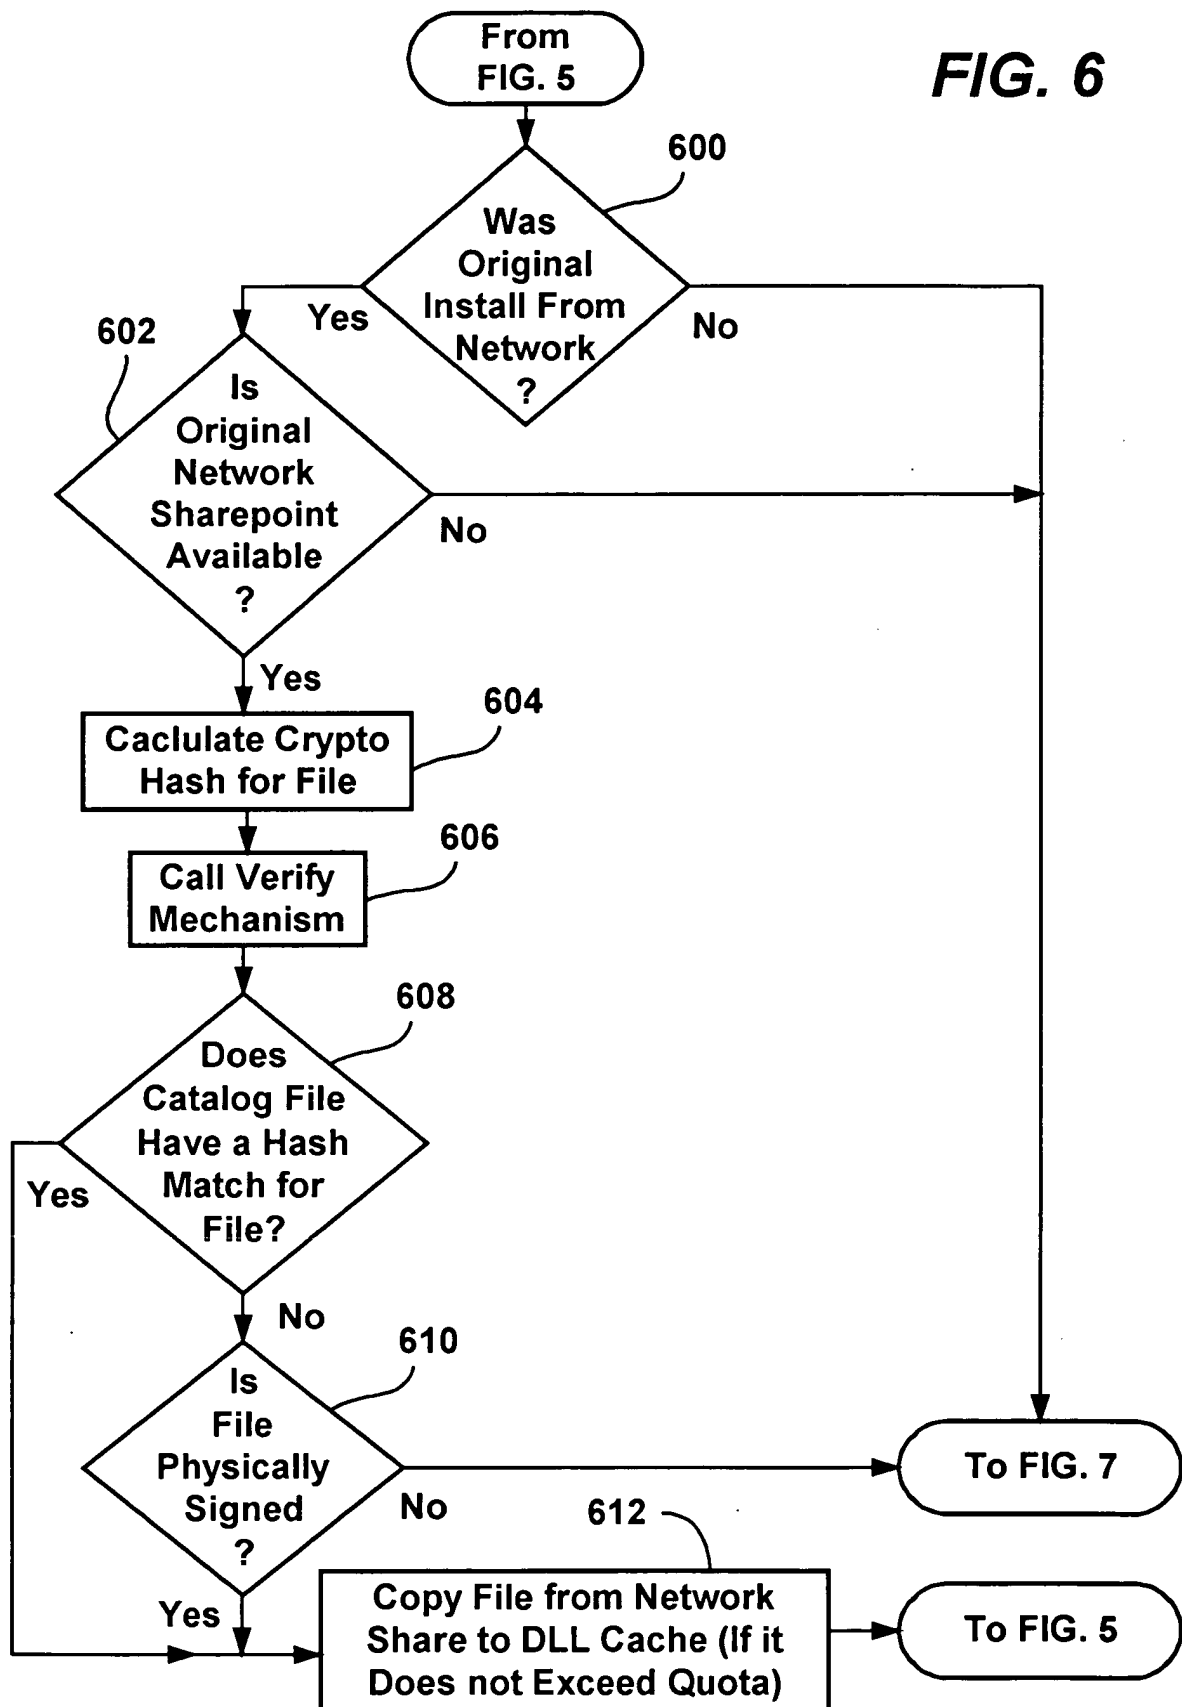 From
FIG. 5
FIG. 6
600
Was
Original
Install From
Network
?
Yes
No
602
Is
Original
Network
Sharepoint
Available
?
No
Yes
604
Caclulate Crypto
Hash for File
606
Call Verify
Mechanism
608
Does
Catalog File
Have a Hash
Match for
File?
Yes
No
610
Is
File
Physically
Signed
?
No
To FIG. 7
Yes
612
Copy File from Network
Share to DLL Cache (If it
Does not Exceed Quota)
To FIG. 5